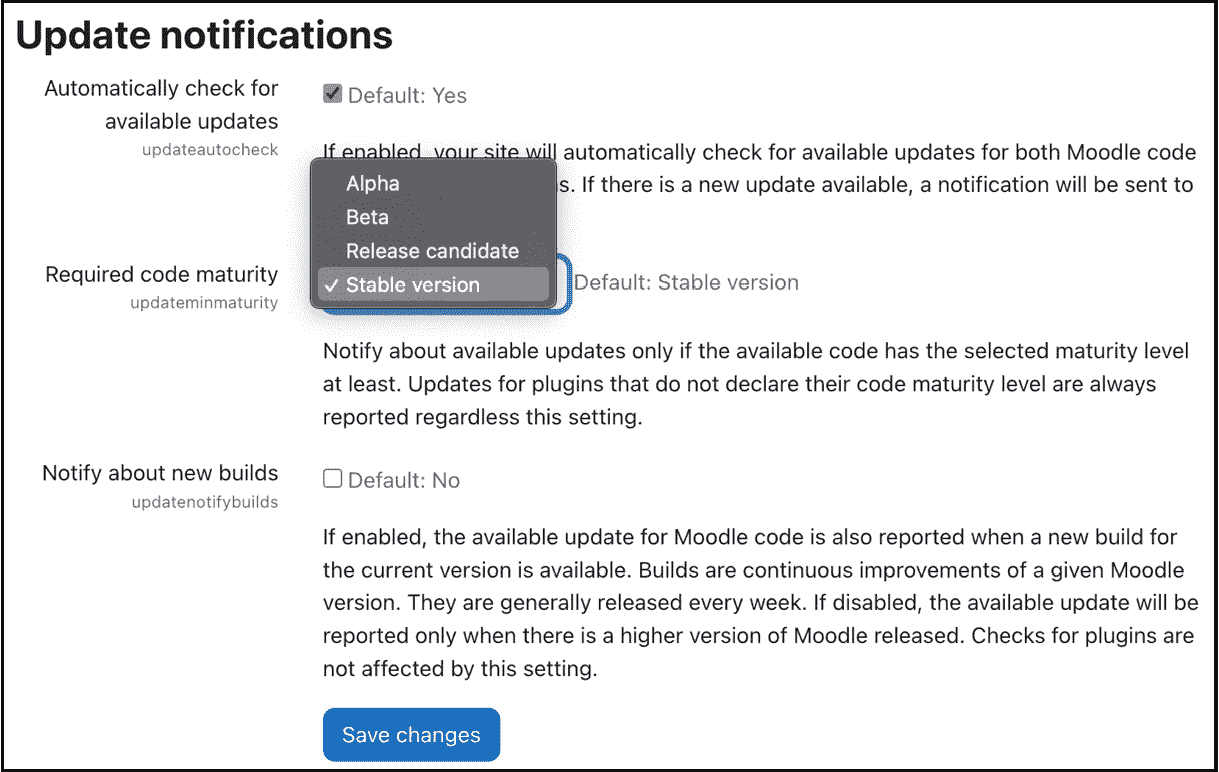 Update notifications
Automatically check for
available updates
updateautocheck
Default: Yes
If enabled, your site will automatically check for available updates for both Moodle code
s. If there is a new update available, a notification will be sent to
Alpha
Beta
Release candidate
✓ Stable version
Required code maturity
updateminmaturity
Default: Stable version
Notify about available updates only if the available code has the selected maturity level
at least. Updates for plugins that do not declare their code maturity level are always
reported regardless this setting.
Notify about new builds
updatenotifybuilds
Default: No
If enabled, the available update for Moodle code is also reported when a new build for
the current version is available. Builds are continuous improvements of a given Moodle
version. They are generally released every week. If disabled, the available update will be
reported only when there is a higher version of Moodle released. Checks for plugins are
not affected by this setting.
Save changes